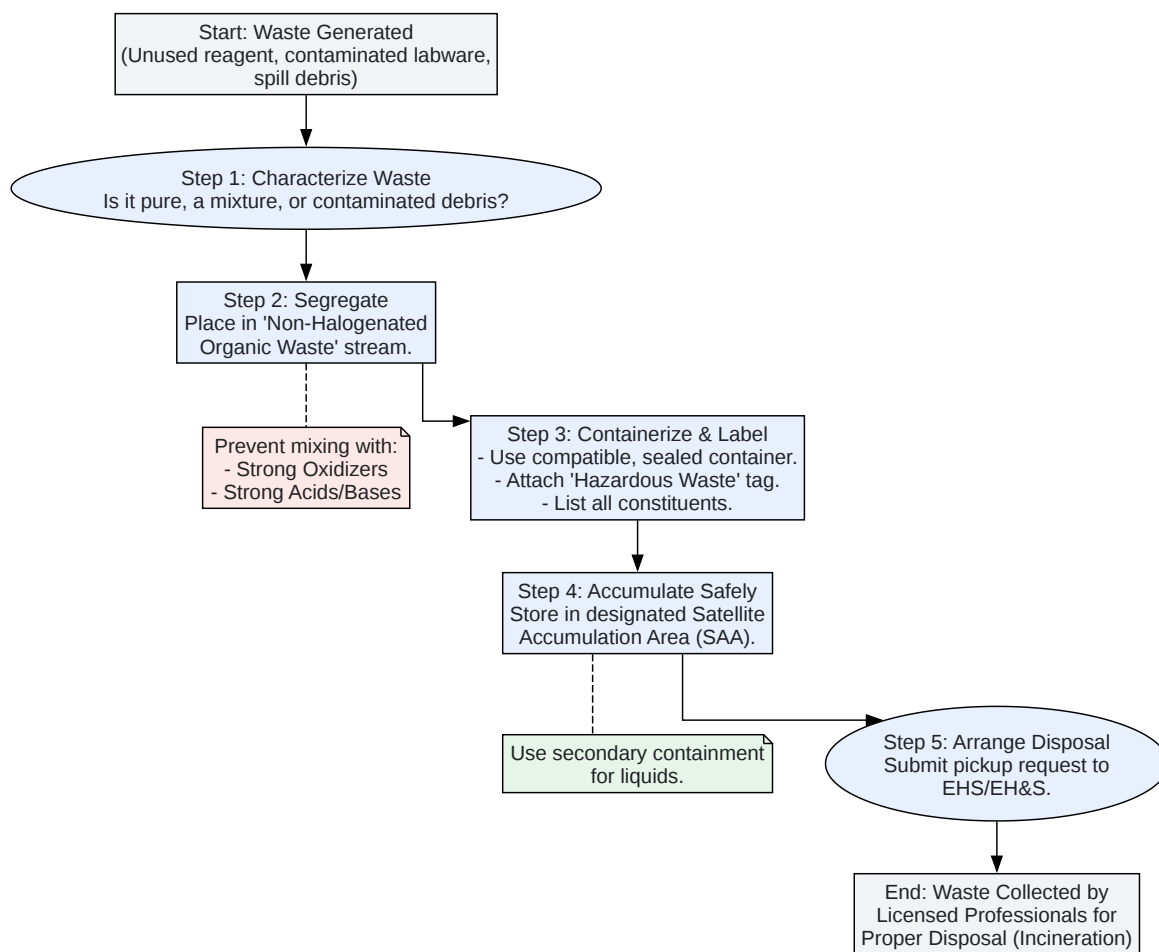 Start: Waste Generated
(Unused reagent, contaminated labware,
spill debris)
Step 1: Characterize Waste
Is it pure, a mixture, or contaminated debris?
Step 2: Segregate
Place in 'Non-Halogenated
Organic Waste' stream.
Prevent mixing with:
- Strong Oxidizers
- Strong Acids/Bases
Step 3: Containerize & Label
- Use compatible, sealed container.
- Attach 'Hazardous Waste' tag.
- List all constituents.
Step 4: Accumulate Safely
Store in designated Satellite
Accumulation Area (SAA).
Use secondary containment
for liquids.
Step 5: Arrange Disposal
Submit pickup request to
EHS/EH&S.
End: Waste Collected by
Licensed Professionals for
Proper Disposal (Incineration)